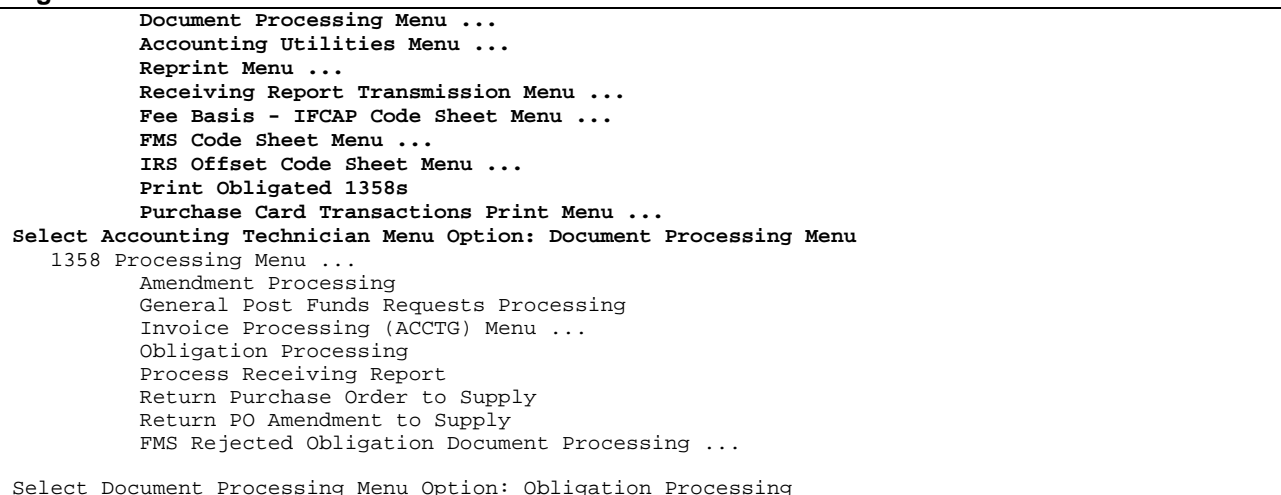 Document Processing Menu ...
Accounting Utilities Menu ...
Reprint Menu ...
Receiving Report Transmission Menu ...
Fee Basis - IFCAP Code Sheet Menu ...
FMS Code Sheet Menu ...
IRS Offset Code Sheet Menu ...
Print Obligated 1358s
Purchase Card Transactions Print Menu ...
Select Accounting Technician Menu Option: Document Processing Menu
1358 Processing Menu ...
Amendment Processing
General Post Funds Requests Processing
Invoice Processing (ACCTG) Menu ...
Obligation Processing
Process Receiving Report
Return Purchase Order to Supply
Return PO Amendment to Supply
FMS Rejected Obligation Document Processing ...
Select Document Processing Menu Option: Obligation Processing